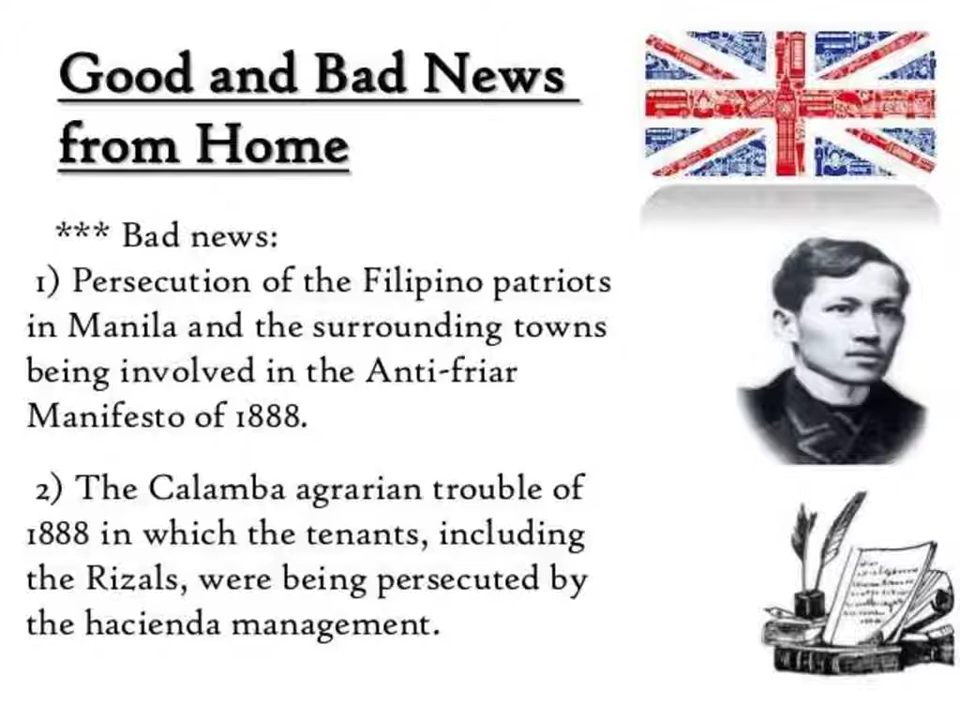 Good and Bad News
from Home
*** Bad news:
1) Persecution of the Filipino patriots
in Manila and the surrounding towns
being involved in the Anti-friar
Manifesto of 1888.
2) The Calamba agrarian trouble of
1888 in which the tenants, including
the Rizals, were being persecuted by
the hacienda management.